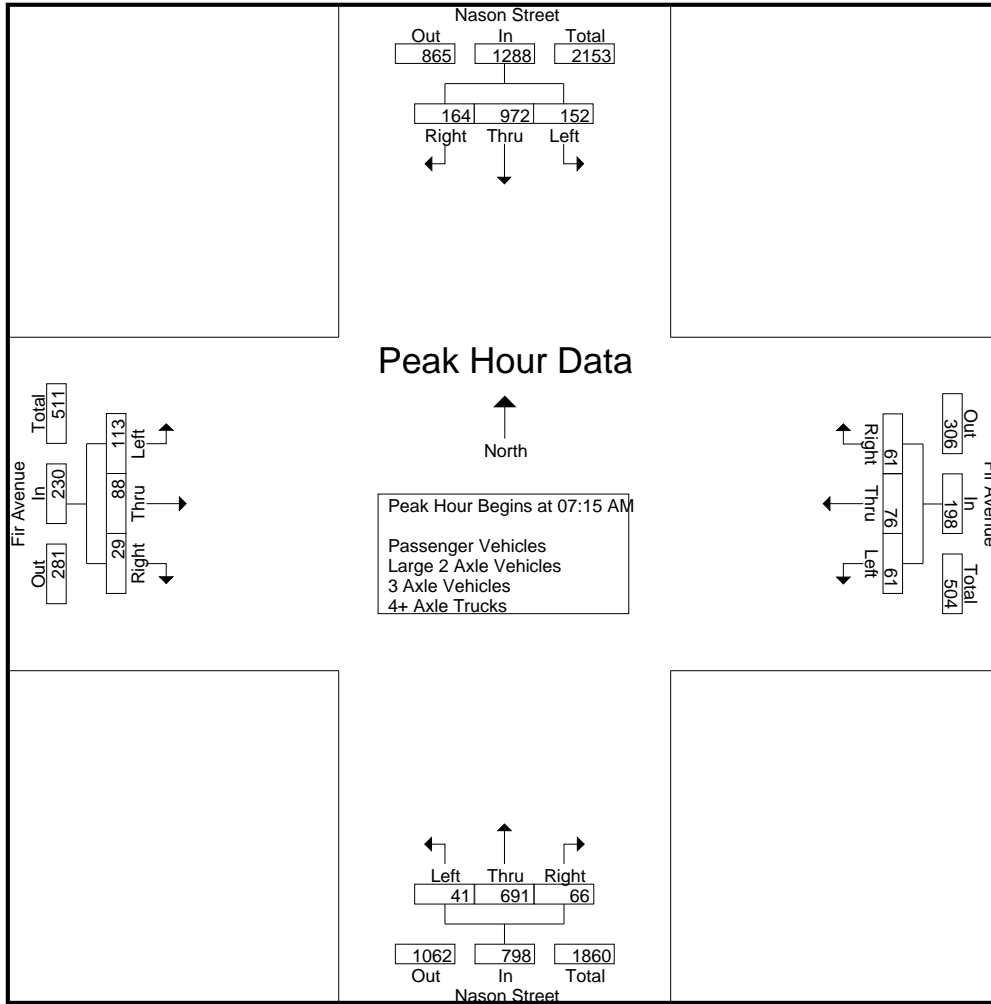 Nason Street
Out In Total
865 1288 2153
164 972 152
Right Thru Left
Peak Hour Data
North
Peak Hour Begins at 07:15 AM
Passenger Vehicles
Large 2 Axle Vehicles
3 Axle Vehicles
4+ Axle Trucks
Fir Avenue
Out In Total
281 230 511
29 88 113
Right Thru Left
Fir Avenue
Out In Total
306 198 504
61 76 61
Right Thru Left
Left Thru Right
41 691 66
1062 798 1860
Out In Total
Nason Street